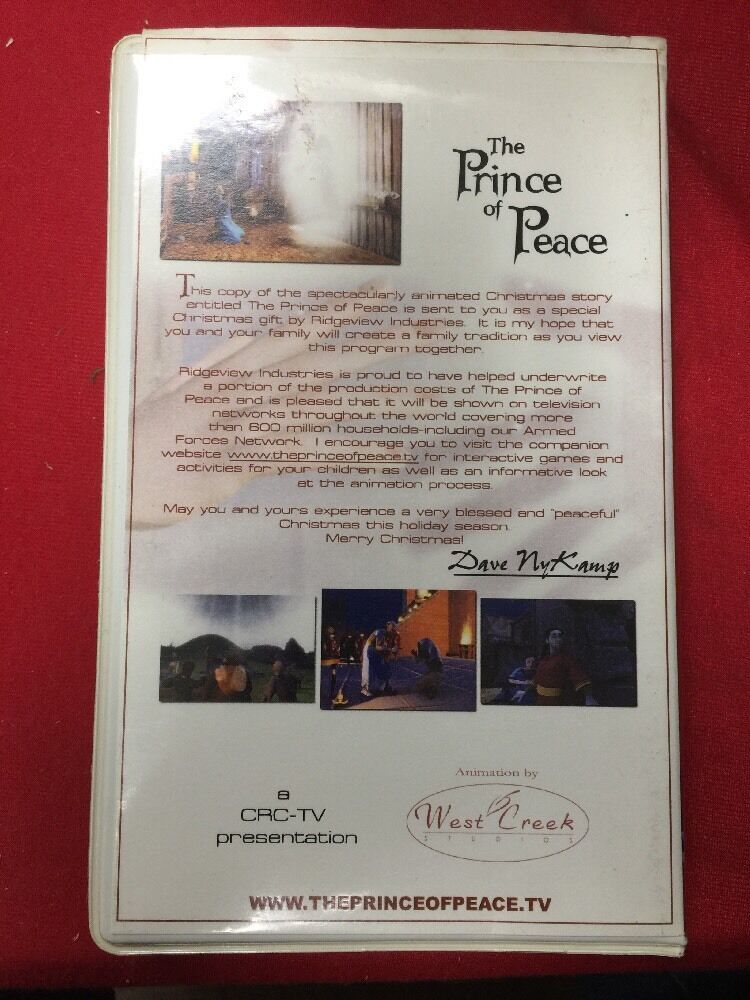 The
Prince
of
Peace
This copy of the spectacularly animated Christmas story
entitled The Prince of Peace is sent to you as a special
Christmas gift by Ridgeview Industries. It is my hope that
you and your family will create a family tradition as you view
this program together.
Ridgeview Industries is proud to have helped underwrite
a portion of the production costs of The Prince of
Peace and is pleased that it will be shown on television
networks throughout the world covering more
than 600 million households-including our Armed
Forces Network. I encourage you to visit the companion
website www.theprinceofpeace.tv for interactive games and
activities for your children as well as an informative look
at the animation process.
May you and yours experience a very blessed and "peaceful"
Christmas this holiday season.
Merry Christmas!
Dave NyKamp
a
CRC-TV
presentation
Animation by
West Creek
STUDIOS
WWW.THEPRINCEOFPEACE.TV